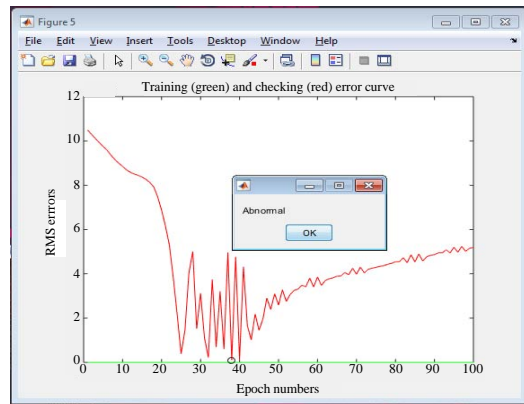 Figure 5
File Edit View Insert Tools Desktop Window Help
Training (green) and checking (red) error curve
12
10
8
6
4
2
0
RMS errrors
Abnormal
OK
0 10 20 30 40 50 60 70 80 90 100
Epoch numbers